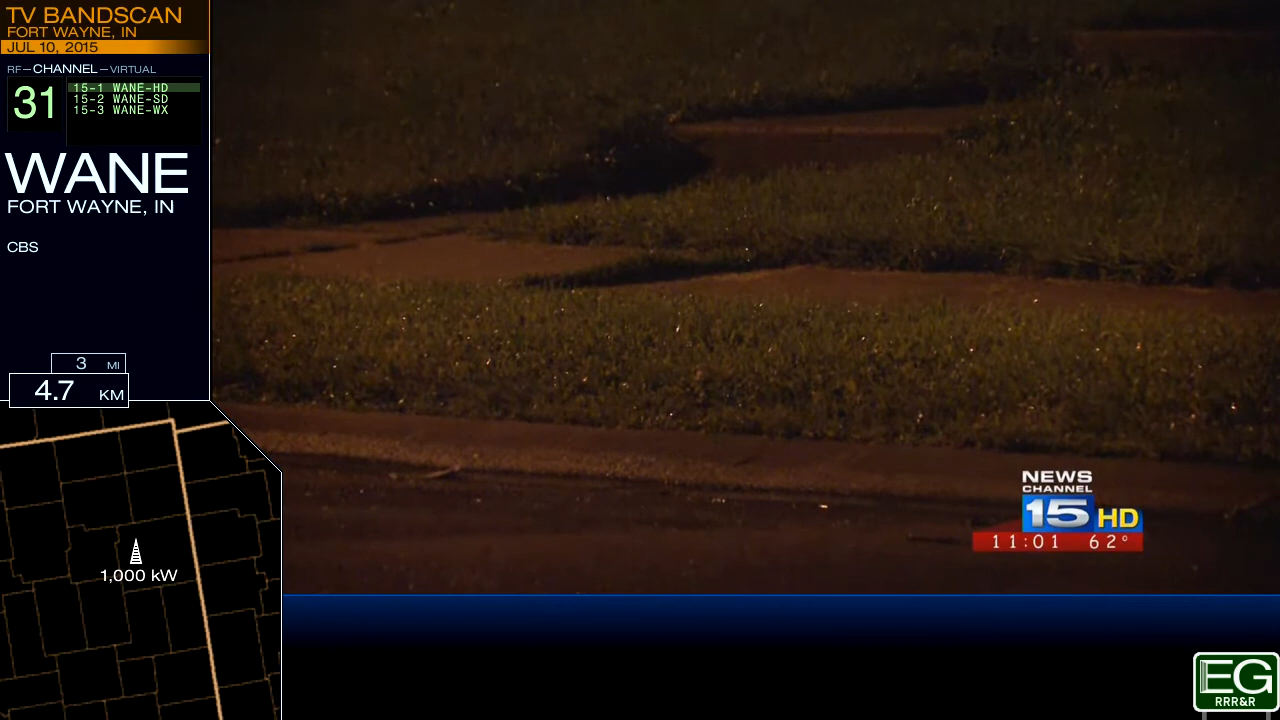 TV BANDSCAN
FORT WAYNE, IN
JUL 10, 2015
RF—CHANNEL—VIRTUAL
31
15-1 WANE-HD
15-2 WANE-SD
15-3 WANE-WX
WANE
FORT WAYNE, IN
CBS
3 MI
4.7 KM
1,000 kW
NEWS
CHANNEL
15 HD
11:01 62°
EG
RRR&R